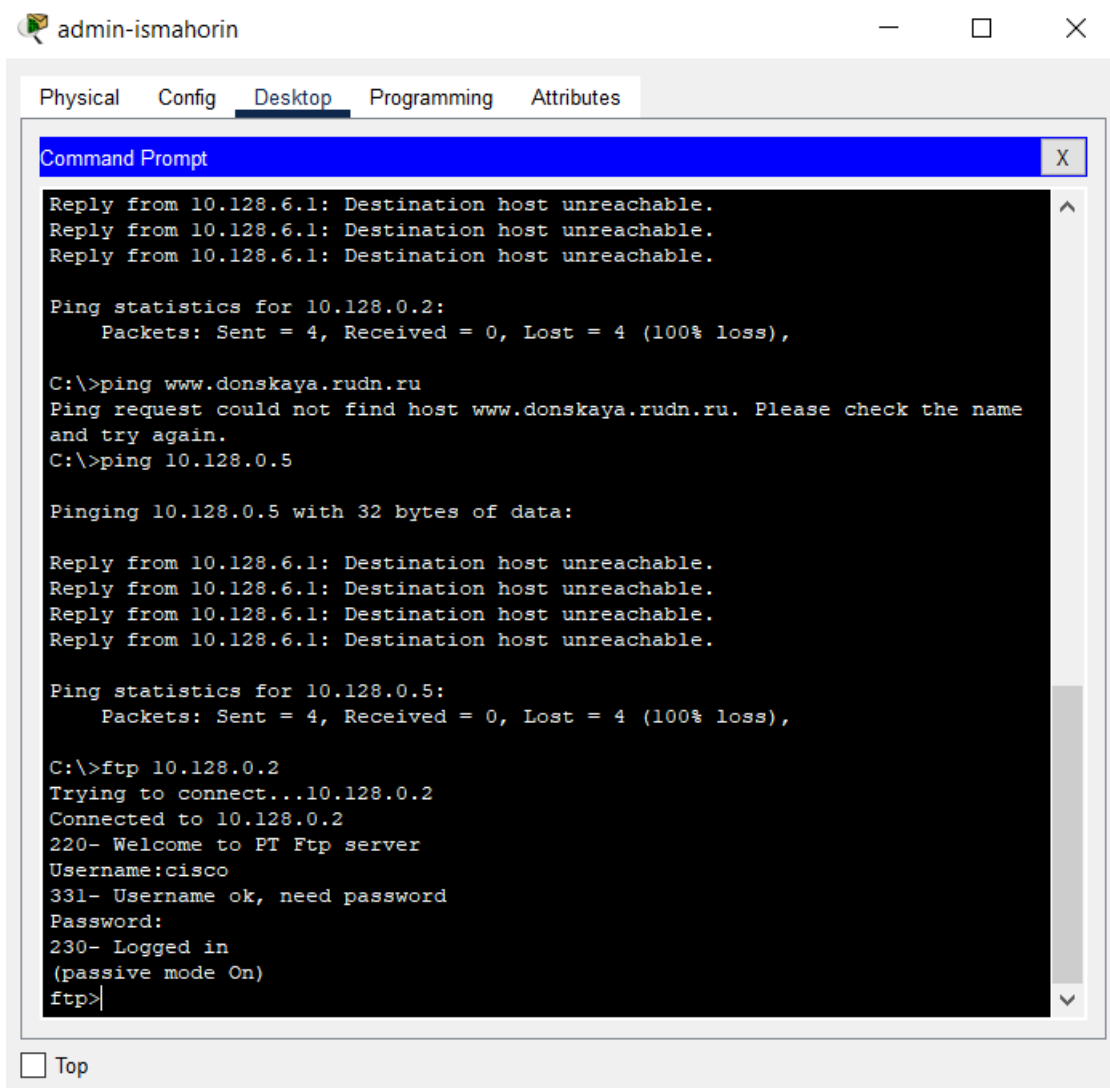 admin-ismahorin
Physical Config Desktop Programming Attributes
Command Prompt X
Reply from 10.128.6.1: Destination host unreachable.
Reply from 10.128.6.1: Destination host unreachable.
Reply from 10.128.6.1: Destination host unreachable.
Ping statistics for 10.128.0.2:
Packets: Sent = 4, Received = 0, Lost = 4 (100% loss),
C:\>ping www.donskaya.rudn.ru
Ping request could not find host www.donskaya.rudn.ru. Please check the name
and try again.
C:\>ping 10.128.0.5
Pinging 10.128.0.5 with 32 bytes of data:
Reply from 10.128.6.1: Destination host unreachable.
Reply from 10.128.6.1: Destination host unreachable.
Reply from 10.128.6.1: Destination host unreachable.
Reply from 10.128.6.1: Destination host unreachable.
Ping statistics for 10.128.0.5:
Packets: Sent = 4, Received = 0, Lost = 4 (100% loss),
C:\>ftp 10.128.0.2
Trying to connect...10.128.0.2
Connected to 10.128.0.2
220- Welcome to PT Ftp server
Username:cisco
331- Username ok, need password
Password:
230- Logged in
(passive mode On)
ftp>
Top